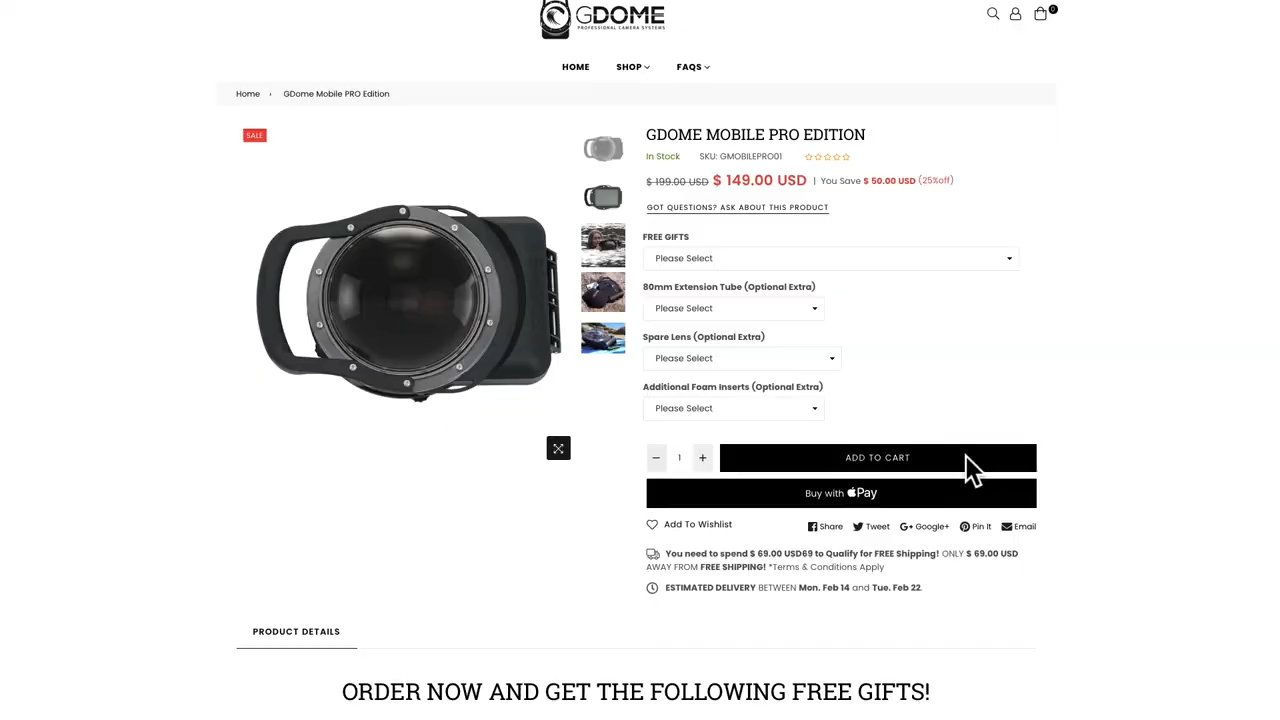 GDOME
PROFESSIONAL CAMERA SYSTEMS
0
HOME SHOP FAQS
Home › GDome Mobile PRO Edition
SALE
GDOME MOBILE PRO EDITION
In Stock SKU: GMOBILEPRO01
$ 199.00 USD $ 149.00 USD | You Save $ 50.00 USD (25%off)
GOT QUESTIONS? ASK ABOUT THIS PRODUCT
FREE GIFTS
Please Select
80mm Extension Tube (Optional Extra)
Please Select
Spare Lens (Optional Extra)
Please Select
Additional Foam Inserts (Optional Extra)
Please Select
− 1 + ADD TO CART
Buy with Pay
Add To Wishlist Share Tweet G+ Google+ Pin It Email
You need to spend $ 69.00 USD69 to Qualify for FREE Shipping! ONLY $ 69.00 USD
AWAY FROM FREE SHIPPING! *Terms & Conditions Apply
ESTIMATED DELIVERY BETWEEN Mon. Feb 14 and Tue. Feb 22.
PRODUCT DETAILS
ORDER NOW AND GET THE FOLLOWING FREE GIFTS!